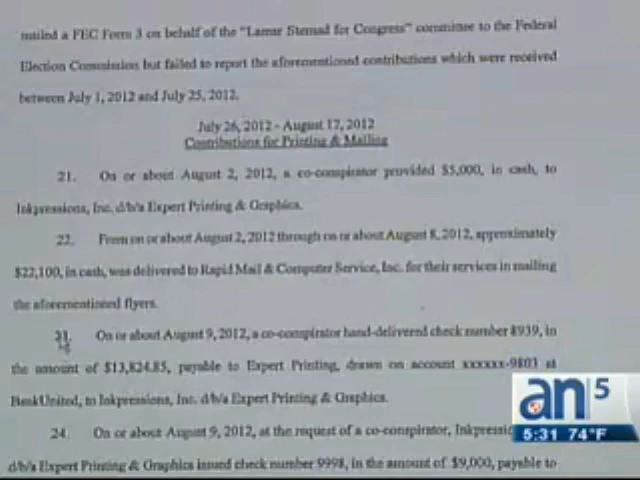 mailed a FEC Form 3 on behalf of the "Lamar Sternad for Congress" committee to the Federal
Election Commission but failed to report the aforementioned contributions which were received
between July 1, 2012 and July 25, 2012.
July 26, 2012 - August 17, 2012
Contributions for Printing & Mailing
21. On or about August 2, 2012, a co-conspirator provided $5,000, in cash, to
Inkpressions, Inc. d/b/a Expert Printing & Graphics.
22. From on or about August 2, 2012 through on or about August 8, 2012, approximately
$22,100, in cash, was delivered to Rapid Mail & Computer Service, Inc. for their services in mailing
the aforementioned flyers.
On or about August 9, 2012, a co-conspirator hand-delivered check number 8939, in
the amount of $13,824.85, payable to Expert Printing, drawn on account xxxxxx-9803 at
BankUnited, to Inkpressions, Inc. d/b/a Expert Printing & Graphics.
24. On or about August 9, 2012, at the request of a co-conspirator,
d/b/a Expert Printing & Graphics issued check number 9998, in the amount of $9,000, payable to
an 5
5:31 74°F